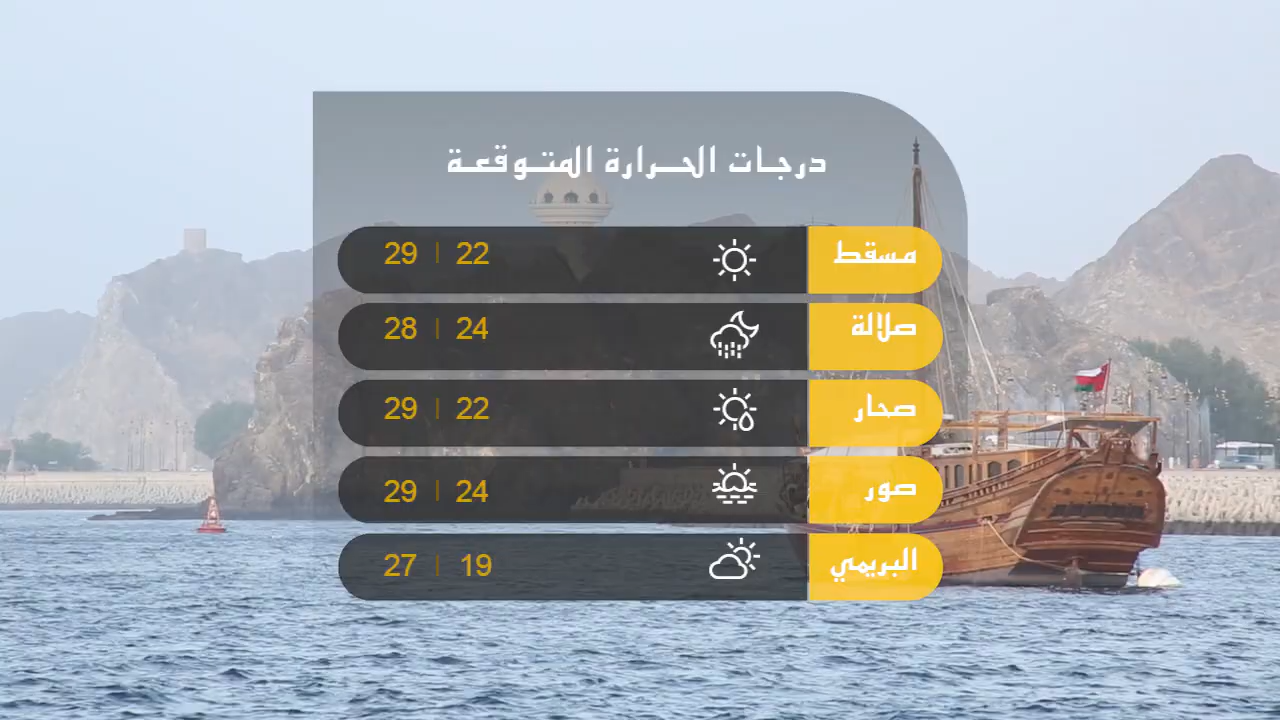 درجات الحرارة المتوقعة
مسقط 22 | 29
صلالة 24 | 28
صحار 22 | 29
صور 24 | 29
البريمي 19 | 27